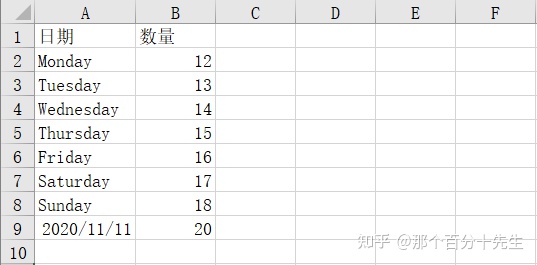 A B C D E F
1 日期 数量
2 Monday 12
3 Tuesday 13
4 Wednesday 14
5 Thursday 15
6 Friday 16
7 Saturday 17
8 Sunday 18
9 2020/11/11 20
10
知乎 @那个百分十先生